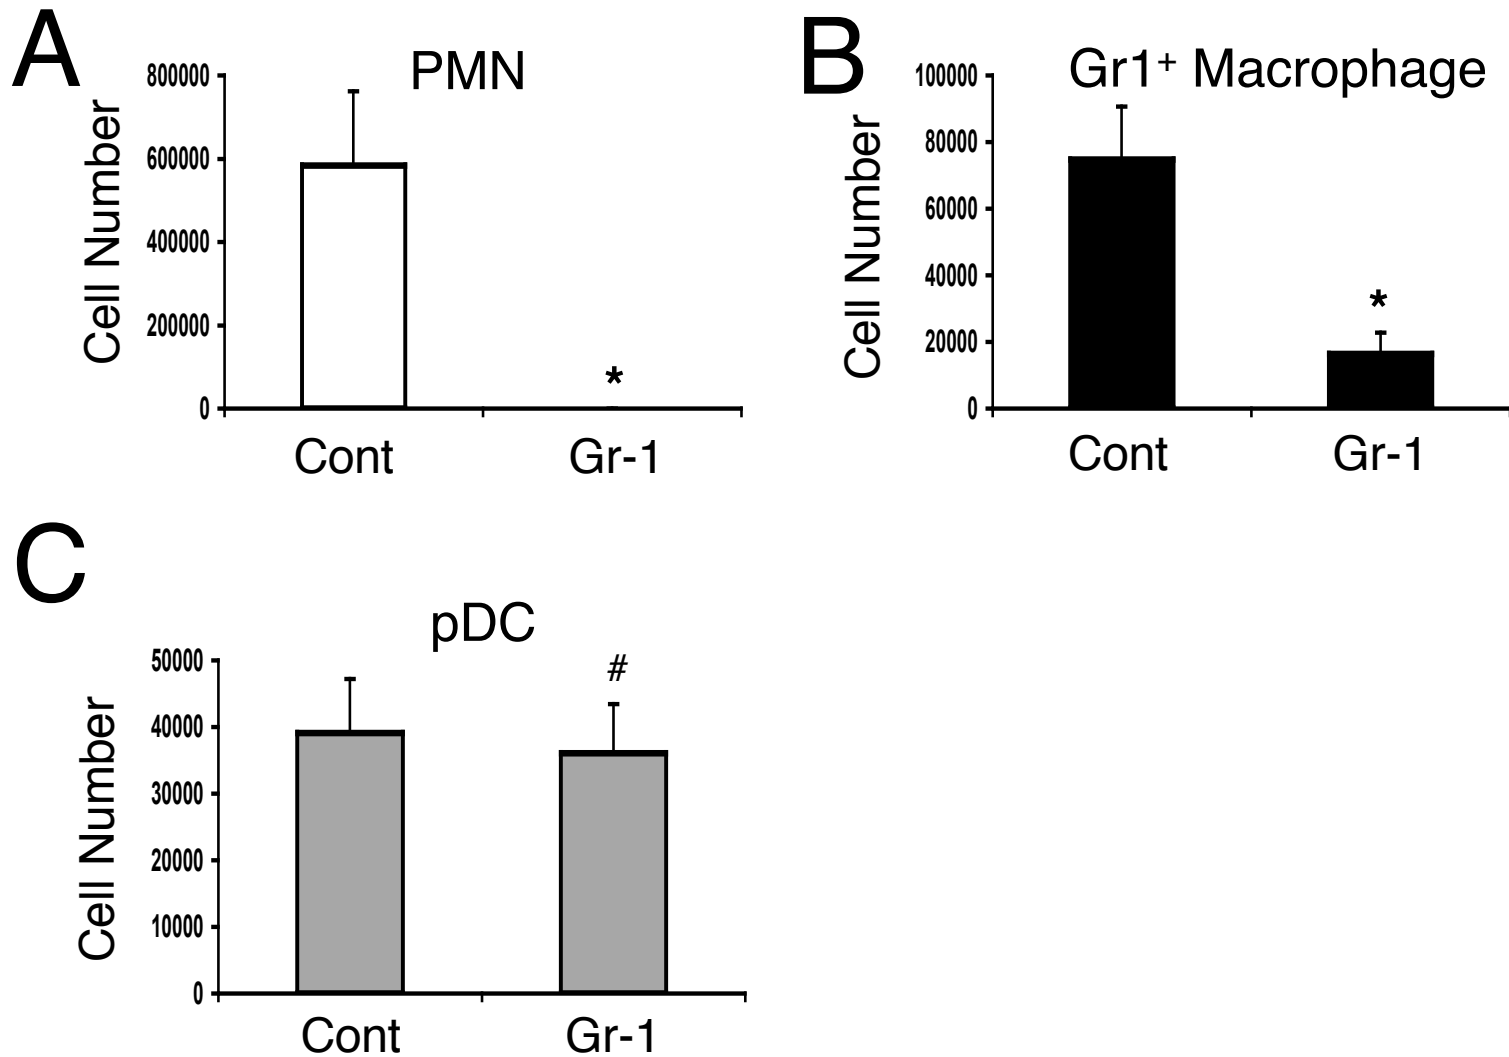 A
PMN
Cell Number
800000
600000
400000
200000
0
*
Cont
Gr-1
B
Gr1+ Macrophage
Cell Number
100000
80000
60000
40000
20000
0
*
Cont
Gr-1
C
pDC
Cell Number
50000
40000
30000
20000
10000
0
#
Cont
Gr-1